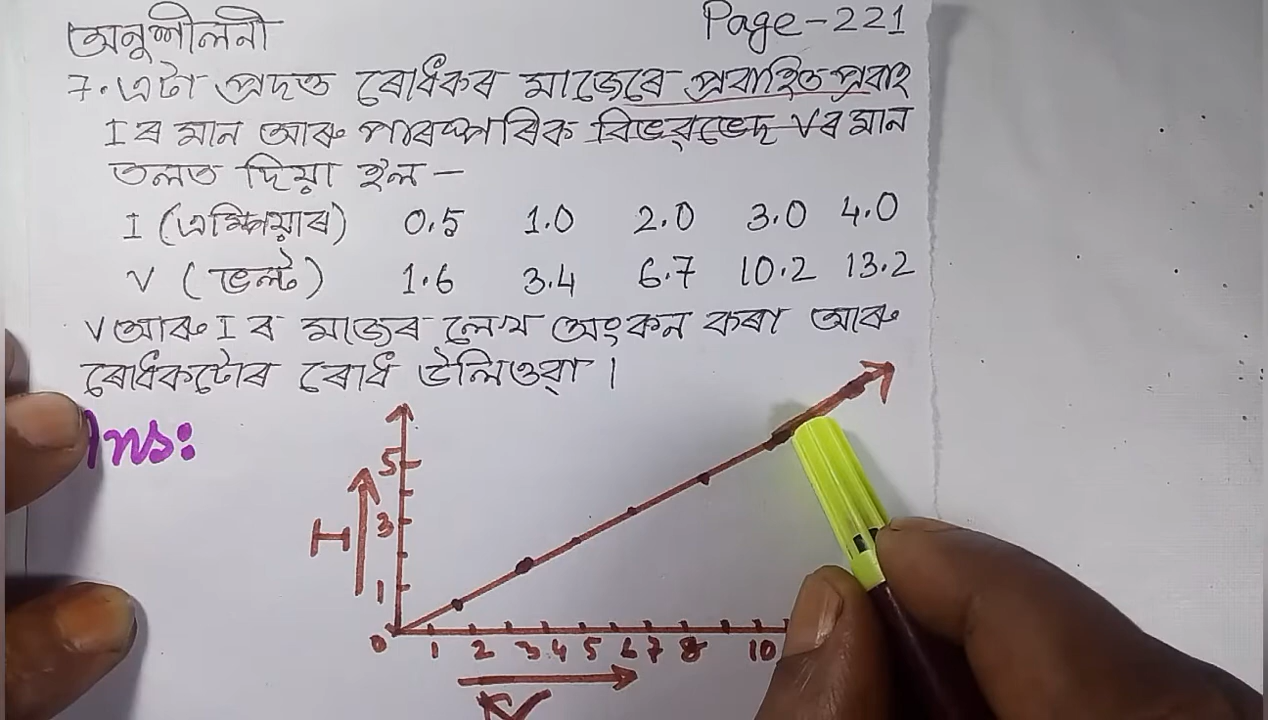 অনুশীলনী Page-221
7. এটা প্ৰদত্ত ৰোধকৰ মাজেৰে প্ৰবাহিত প্ৰবাহ
I ৰ মান আৰু পাৰস্পৰিক বিভৱভেদ V ৰ মান
তলত দিয়া হ'ল –
I (এম্পিয়াৰ) 0.5 1.0 2.0 3.0 4.0
V (ভল্ট) 1.6 3.4 6.7 10.2 13.2
V আৰু I ৰ মাজৰ লেখ অংকন কৰা আৰু
ৰোধকটোৰ ৰোধ উলিওৱা।
Ans:
5
I 3
1
0 1 2 3 4 5 6 7 8 10
V